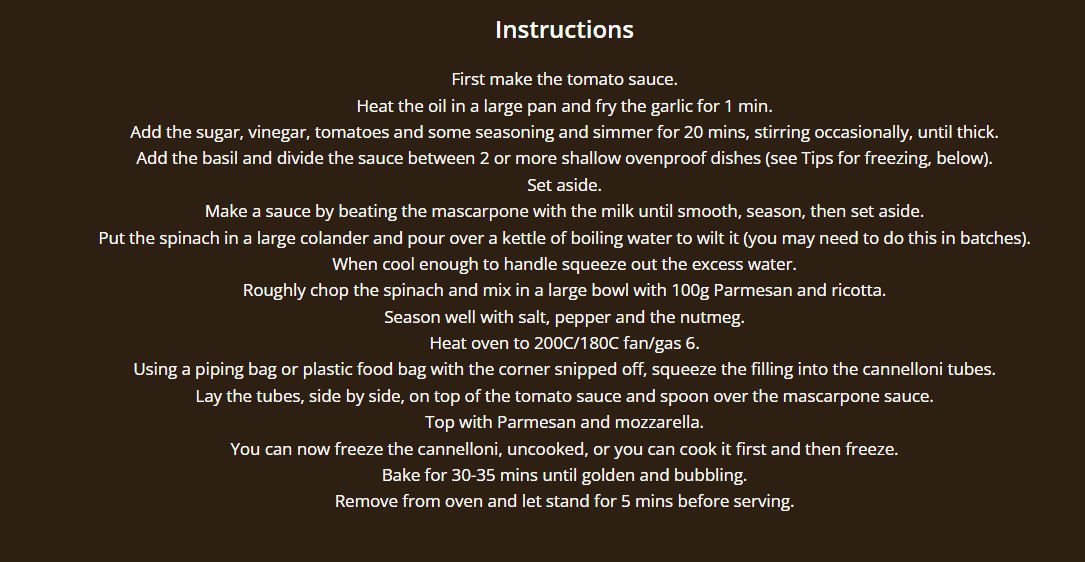 Instructions
First make the tomato sauce.
Heat the oil in a large pan and fry the garlic for 1 min.
Add the sugar, vinegar, tomatoes and some seasoning and simmer for 20 mins, stirring occasionally, until thick.
Add the basil and divide the sauce between 2 or more shallow ovenproof dishes (see Tips for freezing, below).
Set aside.
Make a sauce by beating the mascarpone with the milk until smooth, season, then set aside.
Put the spinach in a large colander and pour over a kettle of boiling water to wilt it (you may need to do this in batches).
When cool enough to handle squeeze out the excess water.
Roughly chop the spinach and mix in a large bowl with 100g Parmesan and ricotta.
Season well with salt, pepper and the nutmeg.
Heat oven to 200C/180C fan/gas 6.
Using a piping bag or plastic food bag with the corner snipped off, squeeze the filling into the cannelloni tubes.
Lay the tubes, side by side, on top of the tomato sauce and spoon over the mascarpone sauce.
Top with Parmesan and mozzarella.
You can now freeze the cannelloni, uncooked, or you can cook it first and then freeze.
Bake for 30-35 mins until golden and bubbling.
Remove from oven and let stand for 5 mins before serving.